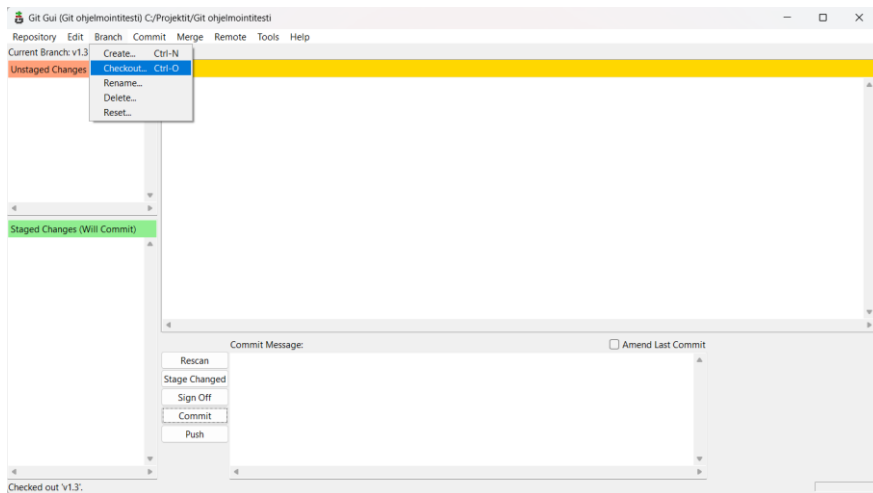 Git Gui (Git ohjelmointitesti) C:/Projektit/Git ohjelmointitesti
Repository Edit Branch Commit Merge Remote Tools Help
Current Branch: v1.3
Create... Ctrl-N
Unstaged Changes
Checkout... Ctrl-O
Rename...
Delete...
Reset...
Staged Changes (Will Commit)
Commit Message:
Amend Last Commit
Rescan
Stage Changed
Sign Off
Commit
Push
Checked out 'v1.3'.